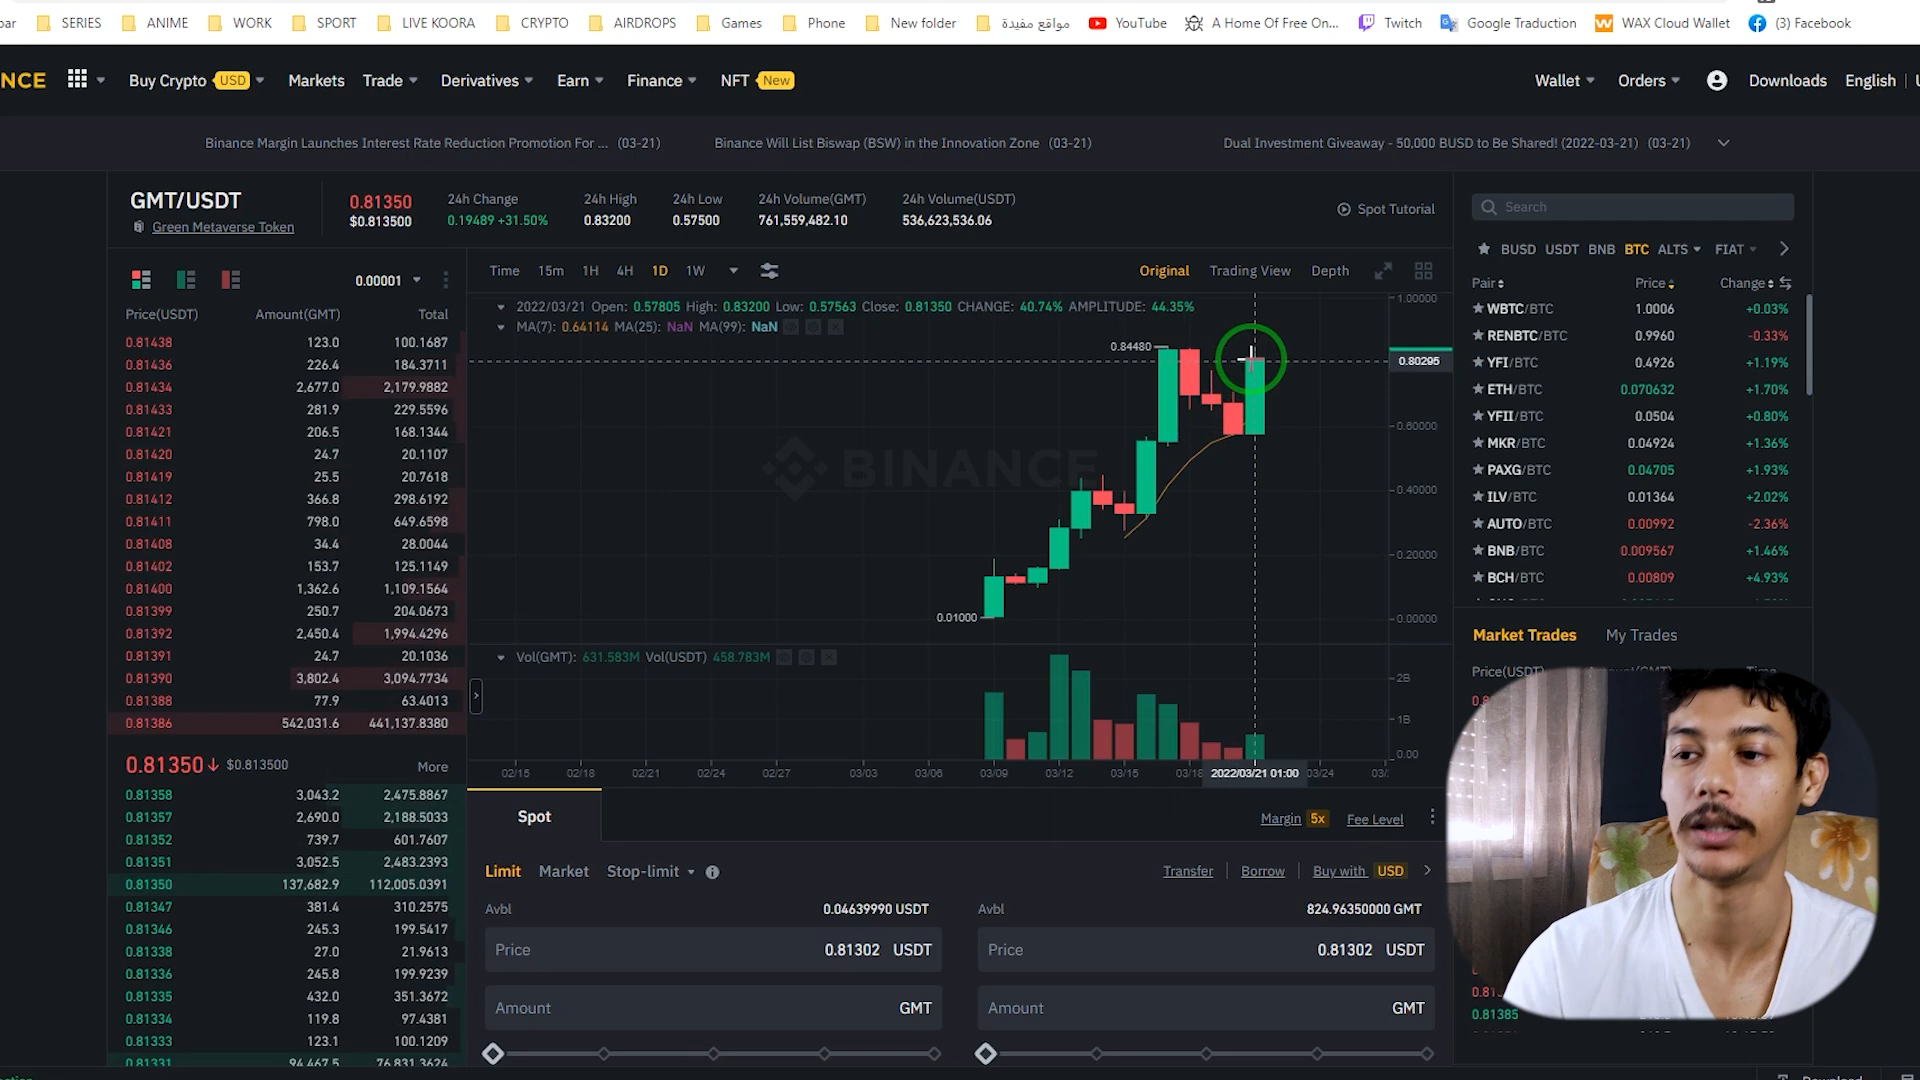 bar SERIES ANIME WORK SPORT LIVE KOORA CRYPTO AIRDROPS Games Phone New folder مواقع مفيدة YouTube A Home Of Free On... Twitch Google Traduction WAX Cloud Wallet (3) Facebook
NCE Buy Crypto USD Markets Trade Derivatives Earn Finance NFT New Wallet Orders Downloads English
Binance Margin Launches Interest Rate Reduction Promotion For ... (03-21) Binance Will List Biswap (BSW) in the Innovation Zone (03-21) Dual Investment Giveaway - 50,000 BUSD to Be Shared! (2022-03-21) (03-21)
GMT/USDT 0.81350 24h Change 24h High 24h Low 24h Volume(GMT) 24h Volume(USDT)
Green Metaverse Token $0.813500 0.19489 +31.50% 0.83200 0.57500 761,559,482.10 536,623,536.06
Spot Tutorial
0.00001
Price(USDT) Amount(GMT) Total
0.81438 123.0 100.1687
0.81436 226.4 184.3711
0.81434 2,677.0 2,179.9882
0.81433 281.9 229.5596
0.81421 206.5 168.1344
0.81420 24.7 20.1107
0.81419 25.5 20.7618
0.81412 366.8 298.6192
0.81411 798.0 649.6598
0.81408 34.4 28.0044
0.81402 153.7 125.1149
0.81400 1,362.6 1,109.1564
0.81399 250.7 204.0673
0.81392 2,450.4 1,994.4296
0.81391 24.7 20.1036
0.81390 3,802.4 3,094.7734
0.81388 77.9 63.4013
0.81386 542,031.6 441,137.8380
0.81350 $0.813500 More
0.81358 3,043.2 2,475.8867
0.81357 2,690.0 2,188.5033
0.81352 739.7 601.7607
0.81351 3,052.5 2,483.2393
0.81350 137,682.9 112,005.0391
0.81347 381.4 310.2575
0.81346 245.3 199.5417
0.81338 27.0 21.9613
0.81336 245.8 199.9239
0.81335 432.0 351.3672
0.81334 119.8 97.4381
0.81333 123.1 100.1209
0.81331 94,467.5 76,831.3624
Time 15m 1H 4H 1D 1W Original Trading View Depth
2022/03/21 Open: 0.57805 High: 0.83200 Low: 0.57563 Close: 0.81350 CHANGE: 40.74% AMPLITUDE: 44.35%
MA(7): 0.64114 MA(25): NaN MA(99): NaN
1.00000
0.84480
0.80295
0.60000
BINANCE
0.40000
0.20000
0.01000
0.00000
Vol(GMT): 631.583M Vol(USDT) 458.783M
2B
1B
0.00
02/15 02/18 02/21 02/24 02/27 03/03 03/06 03/09 03/12 03/15 03/18 2022/03/21 01:00 03/24 03/
Spot Margin 5x Fee Level
Limit Market Stop-limit Transfer Borrow Buy with USD
Avbl 0.04639990 USDT Avbl 824.96350000 GMT
Price 0.81302 USDT Price 0.81302 USDT
Amount GMT Amount GMT
Search
BUSD USDT BNB BTC ALTS FIAT
Pair Price Change
WBTC/BTC 1.0006 +0.03%
RENBTC/BTC 0.9960 -0.33%
YFI/BTC 0.4926 +1.19%
ETH/BTC 0.070632 +1.70%
YFII/BTC 0.0504 +0.80%
MKR/BTC 0.04924 +1.36%
PAXG/BTC 0.04705 +1.93%
ILV/BTC 0.01364 +2.02%
AUTO/BTC 0.00992 -2.36%
BNB/BTC 0.009567 +1.46%
BCH/BTC 0.00809 +4.93%
Market Trades My Trades
Price(USDT)
0.81385
Download